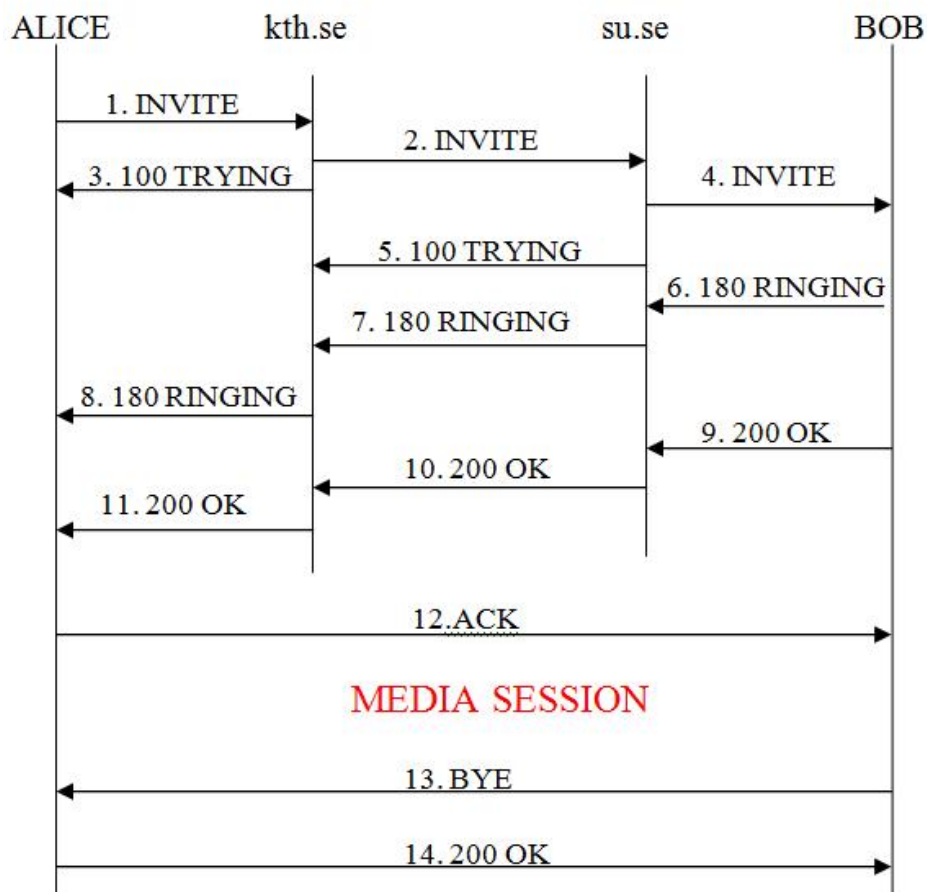 ALICE kth.se su.se BOB
1. INVITE
2. INVITE
3. 100 TRYING
4. INVITE
5. 100 TRYING
6. 180 RINGING
7. 180 RINGING
8. 180 RINGING
9. 200 OK
10. 200 OK
11. 200 OK
12.ACK
MEDIA SESSION
13. BYE
14. 200 OK